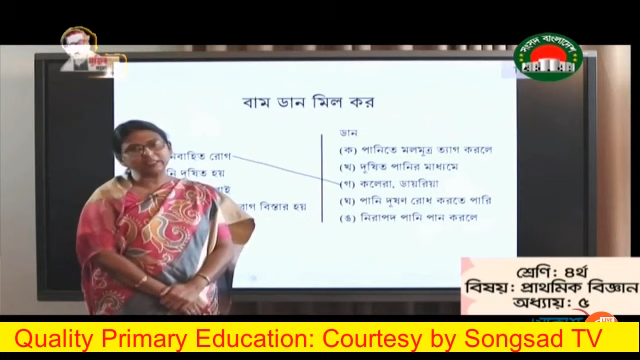 সংসদ বাংলাদেশ
বাম ডান মিল কর
ডান
বাহিত রোগ
(ক) পানিতে মলমূত্র ত্যাগ করলে
নি দূষিত হয়
(খ) দূষিত পানির মাধ্যমে
(গ) কলেরা, ডায়রিয়া
রোগ বিস্তার হয়
(ঘ) পানি দূষণ রোধ করতে পারি
(ঙ) নিরাপদ পানি পান করলে
শ্রেণি: ৪র্থ
বিষয়: প্রাথমিক বিজ্ঞান
অধ্যায়: ৫
LIVE
Quality Primary Education: Courtesy by Songsad TV